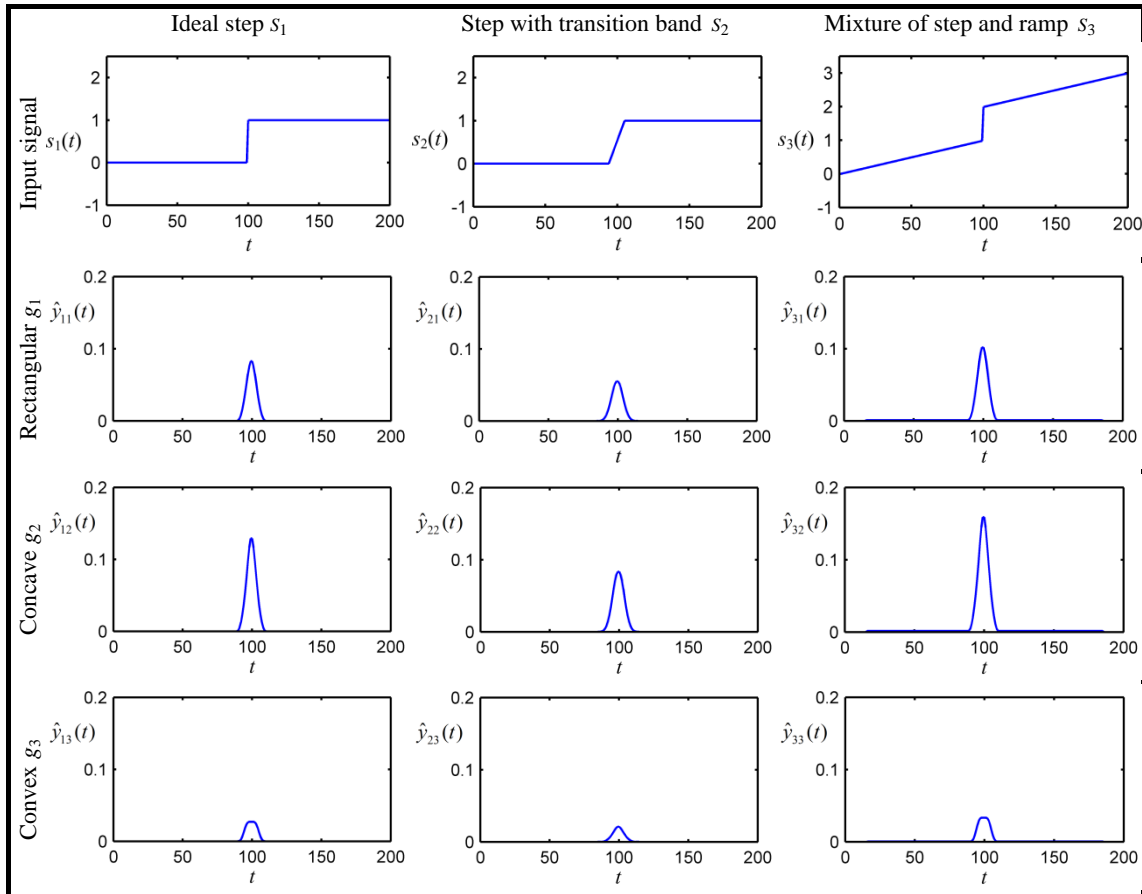 Ideal step s1 Step with transition band s2 Mixture of step and ramp s3
Input signal
s1(t)
2
1
0
-1
0 50 100 150 200
t
s2(t)
2
1
0
-1
0 50 100 150 200
t
s3(t)
3
2
1
0
-1
0 50 100 150 200
t
Rectangular g1
ŷ11(t)
0.2
0.1
0
0 50 100 150 200
t
ŷ21(t)
0.2
0.1
0
0 50 100 150 200
t
ŷ31(t)
0.2
0.1
0
0 50 100 150 200
t
Concave g2
ŷ12(t)
0.2
0.1
0
0 50 100 150 200
t
ŷ22(t)
0.2
0.1
0
0 50 100 150 200
t
ŷ32(t)
0.2
0.1
0
0 50 100 150 200
t
Convex g3
ŷ13(t)
0.2
0.1
0
0 50 100 150 200
t
ŷ23(t)
0.2
0.1
0
0 50 100 150 200
t
ŷ33(t)
0.2
0.1
0
0 50 100 150 200
t